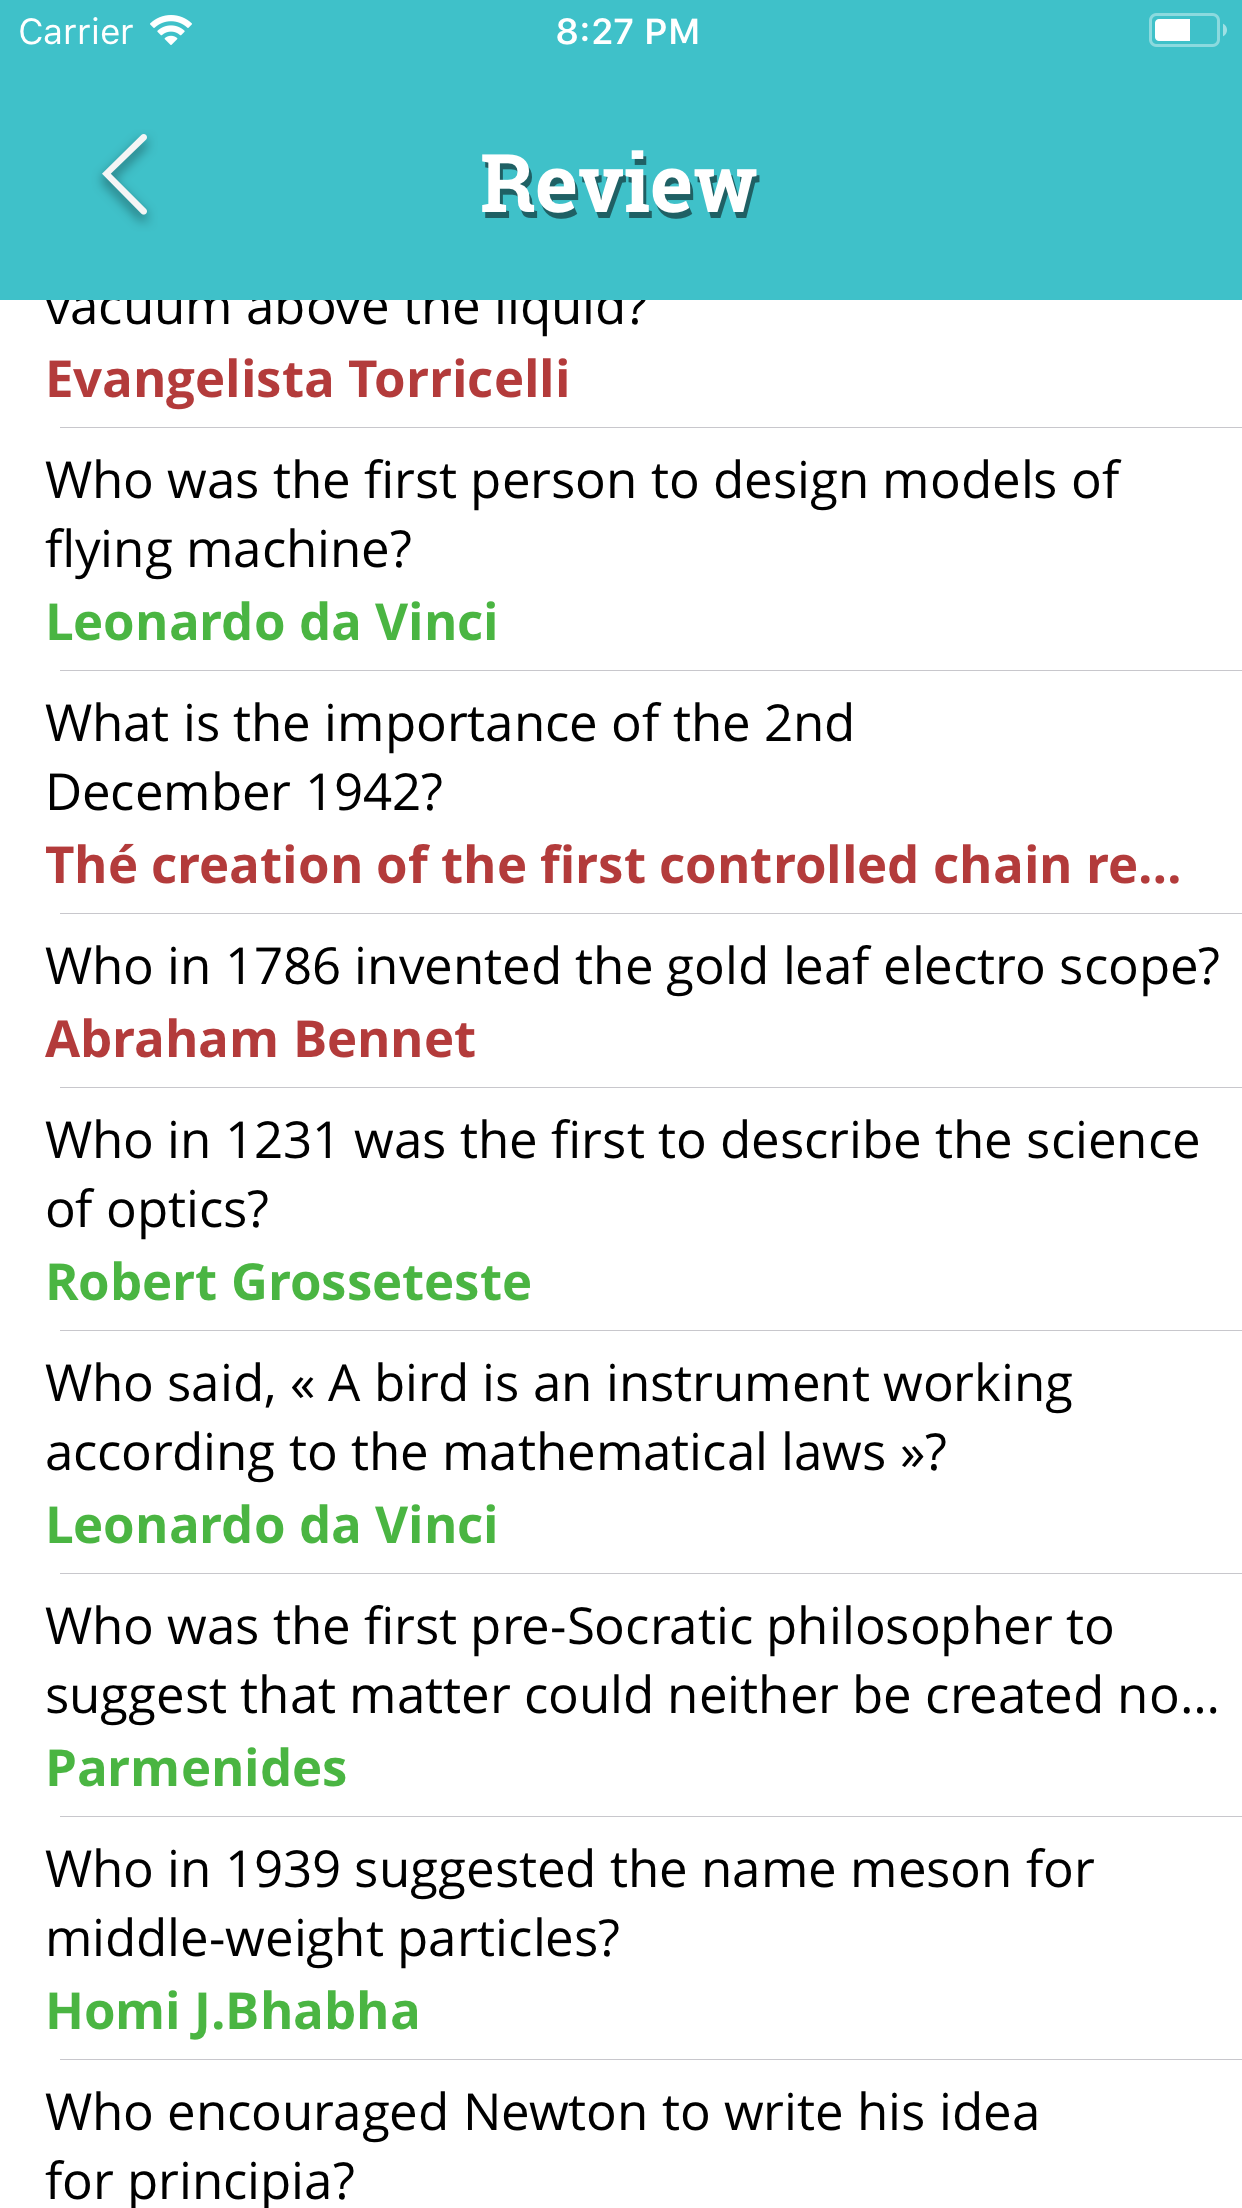 Carrier
8:27 PM
Review
vacuum above the liquid?
Evangelista Torricelli
Who was the first person to design models of
flying machine?
Leonardo da Vinci
What is the importance of the 2nd
December 1942?
Thé creation of the first controlled chain re...
Who in 1786 invented the gold leaf electro scope?
Abraham Bennet
Who in 1231 was the first to describe the science
of optics?
Robert Grosseteste
Who said, « A bird is an instrument working
according to the mathematical laws »?
Leonardo da Vinci
Who was the first pre-Socratic philosopher to
suggest that matter could neither be created no...
Parmenides
Who in 1939 suggested the name meson for
middle-weight particles?
Homi J.Bhabha
Who encouraged Newton to write his idea
for principia?